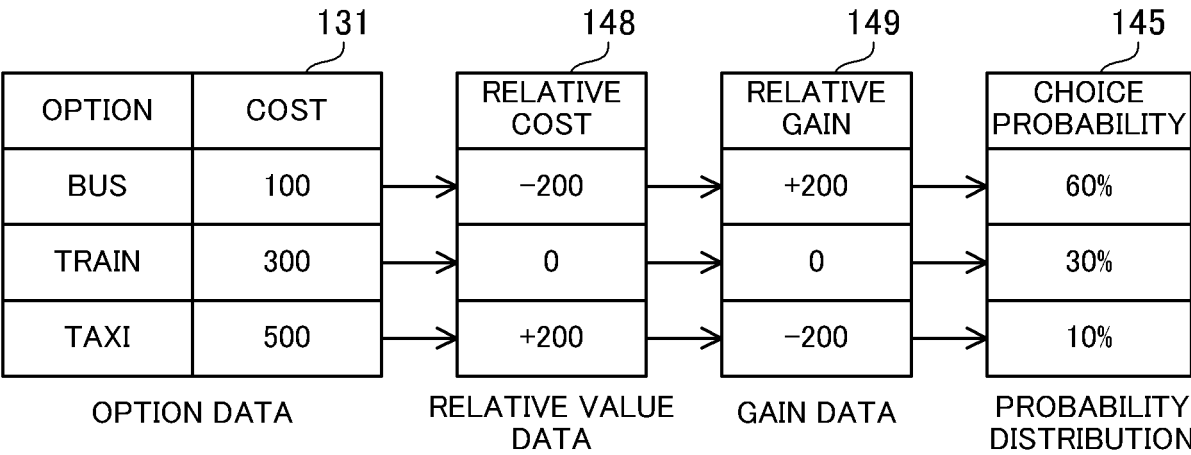 131 148 149 145
OPTION COST RELATIVE COST RELATIVE GAIN CHOICE PROBABILITY
BUS 100 −200 +200 60%
TRAIN 300 0 0 30%
TAXI 500 +200 −200 10%
OPTION DATA RELATIVE VALUE DATA GAIN DATA PROBABILITY DISTRIBUTION